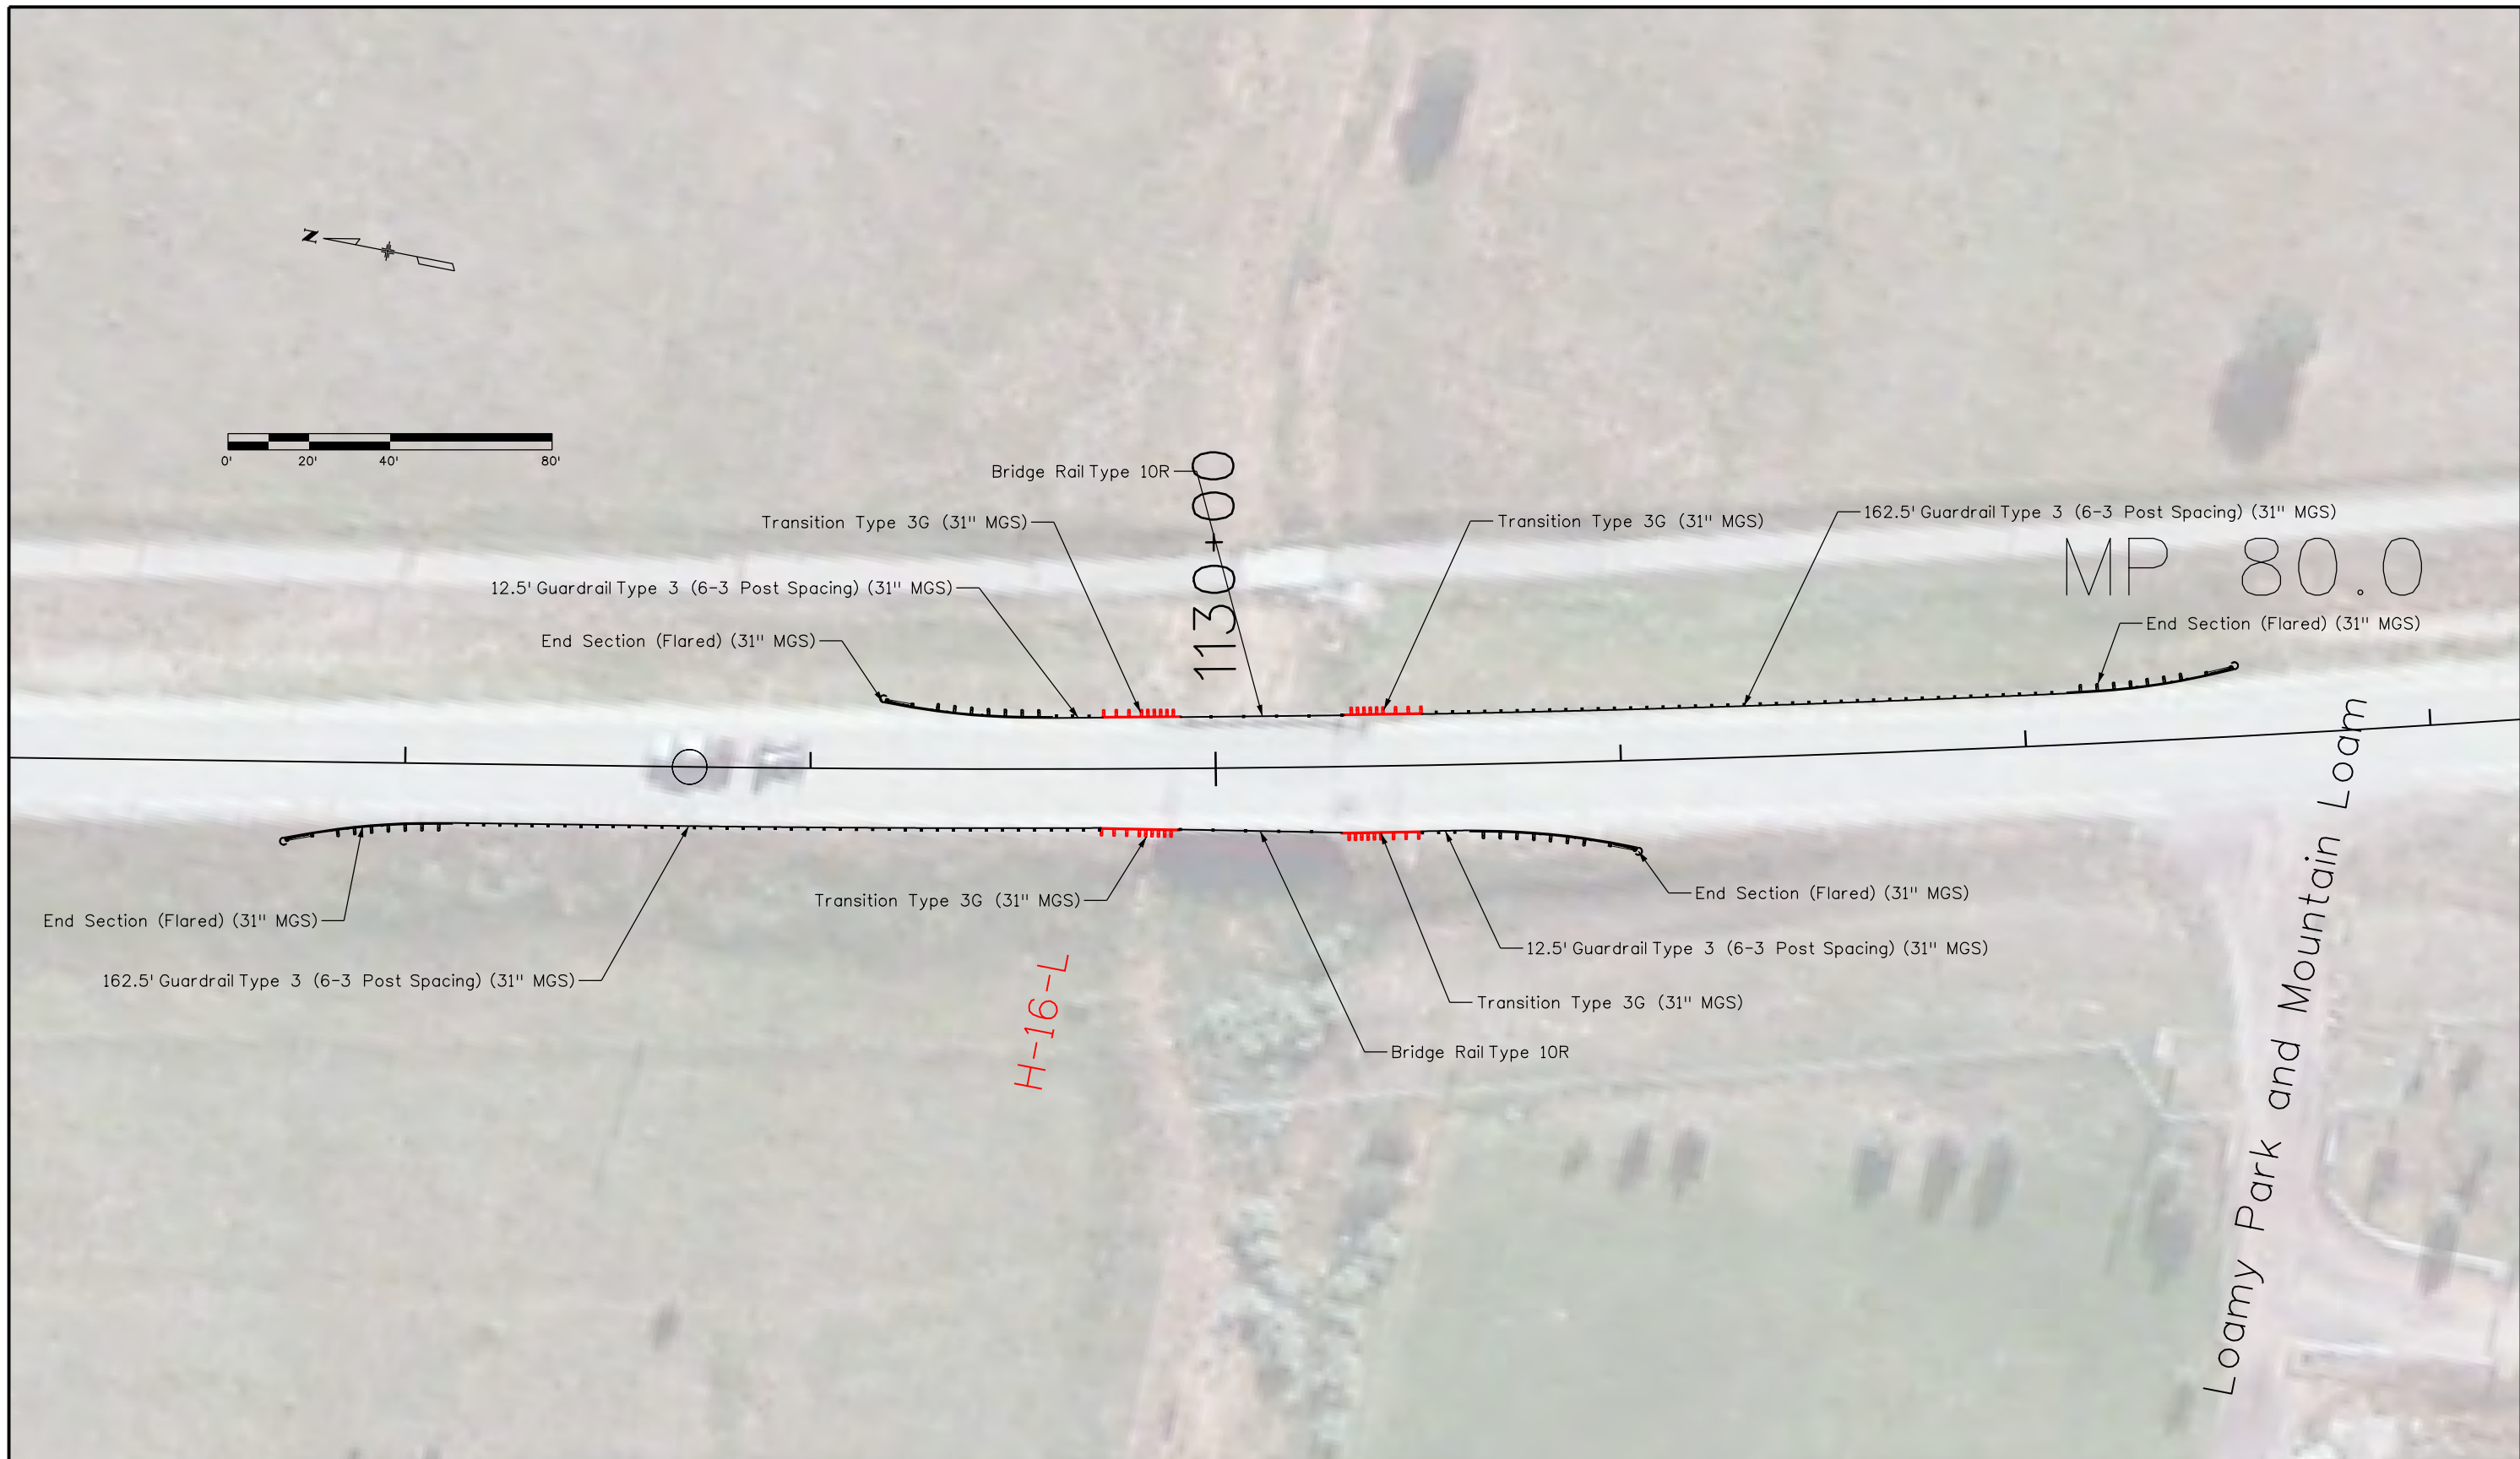 N
0' 20' 40' 80'
Bridge Rail Type 10R
1130+00
Transition Type 3G (31" MGS)
Transition Type 3G (31" MGS)
162.5' Guardrail Type 3 (6-3 Post Spacing) (31" MGS)
MP 80.0
12.5' Guardrail Type 3 (6-3 Post Spacing) (31" MGS)
End Section (Flared) (31" MGS)
End Section (Flared) (31" MGS)
Transition Type 3G (31" MGS)
End Section (Flared) (31" MGS)
End Section (Flared) (31" MGS)
12.5' Guardrail Type 3 (6-3 Post Spacing) (31" MGS)
162.5' Guardrail Type 3 (6-3 Post Spacing) (31" MGS)
H-16-L
Transition Type 3G (31" MGS)
Bridge Rail Type 10R
Loamy Park and Mountain Loam